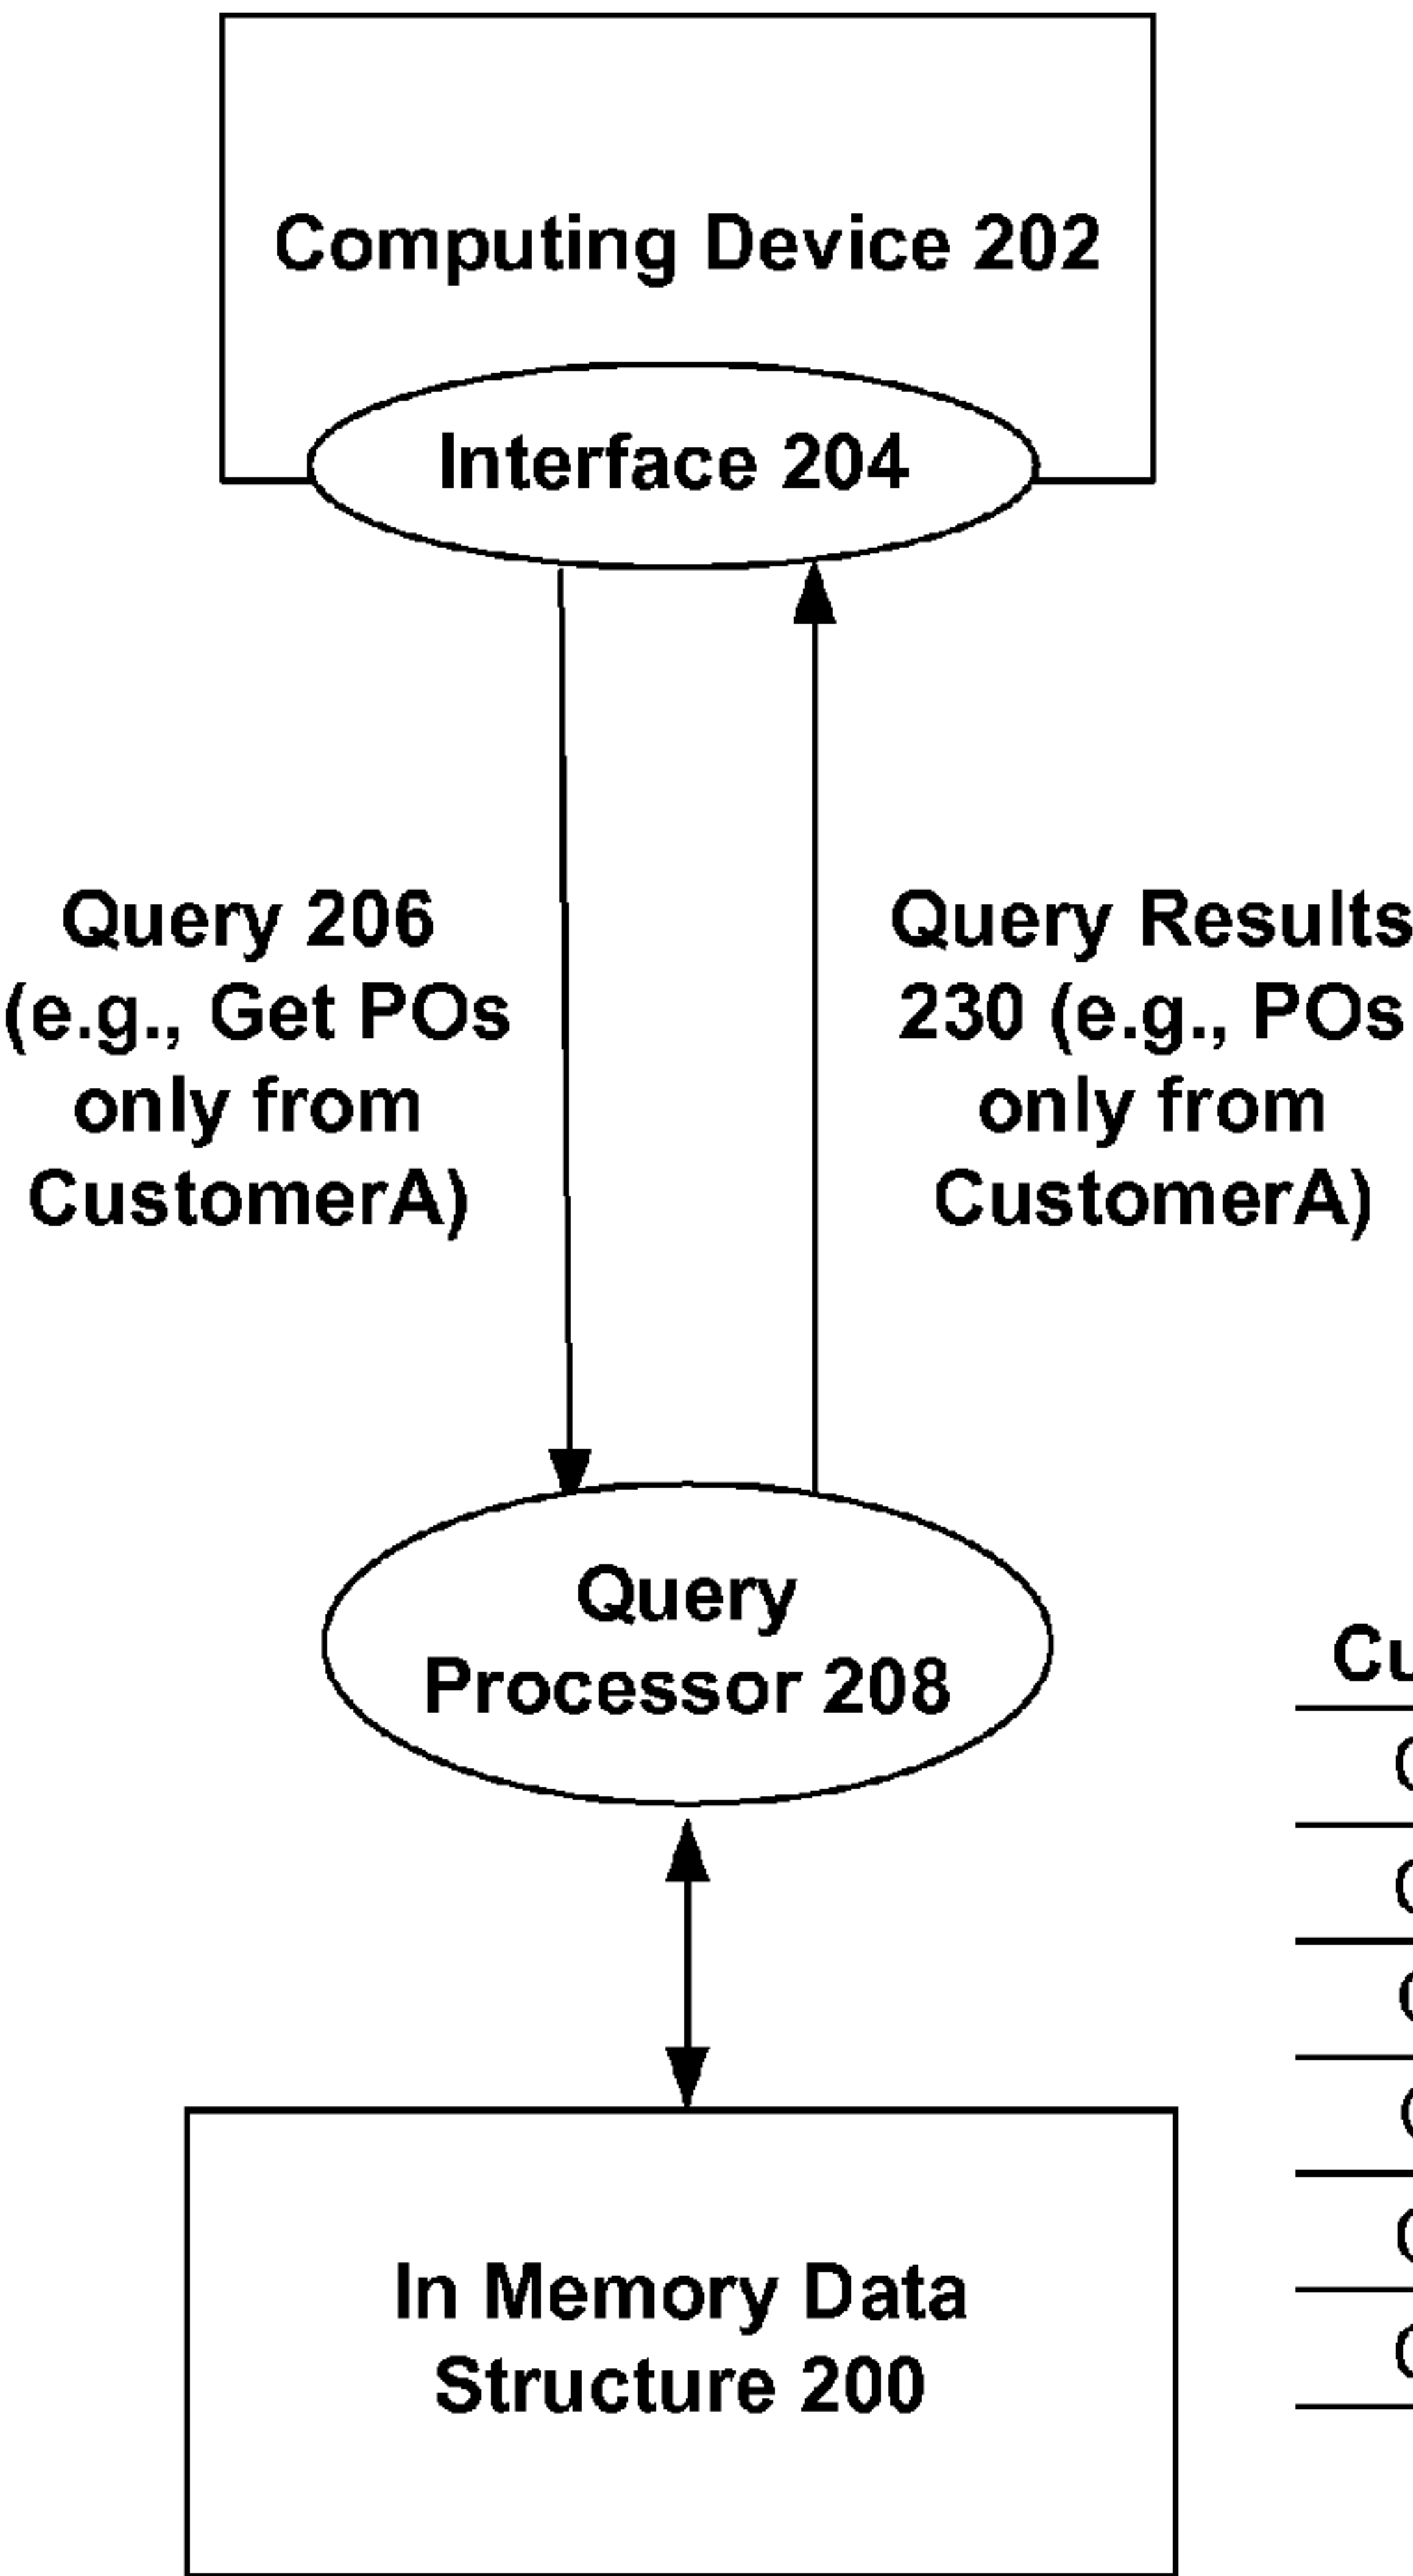 Computing Device 202
Interface 204
Query 206
(e.g., Get POs
only from
CustomerA)
Query Results
230 (e.g., POs
only from
CustomerA)
Query
Processor 208
In Memory Data
Structure 200